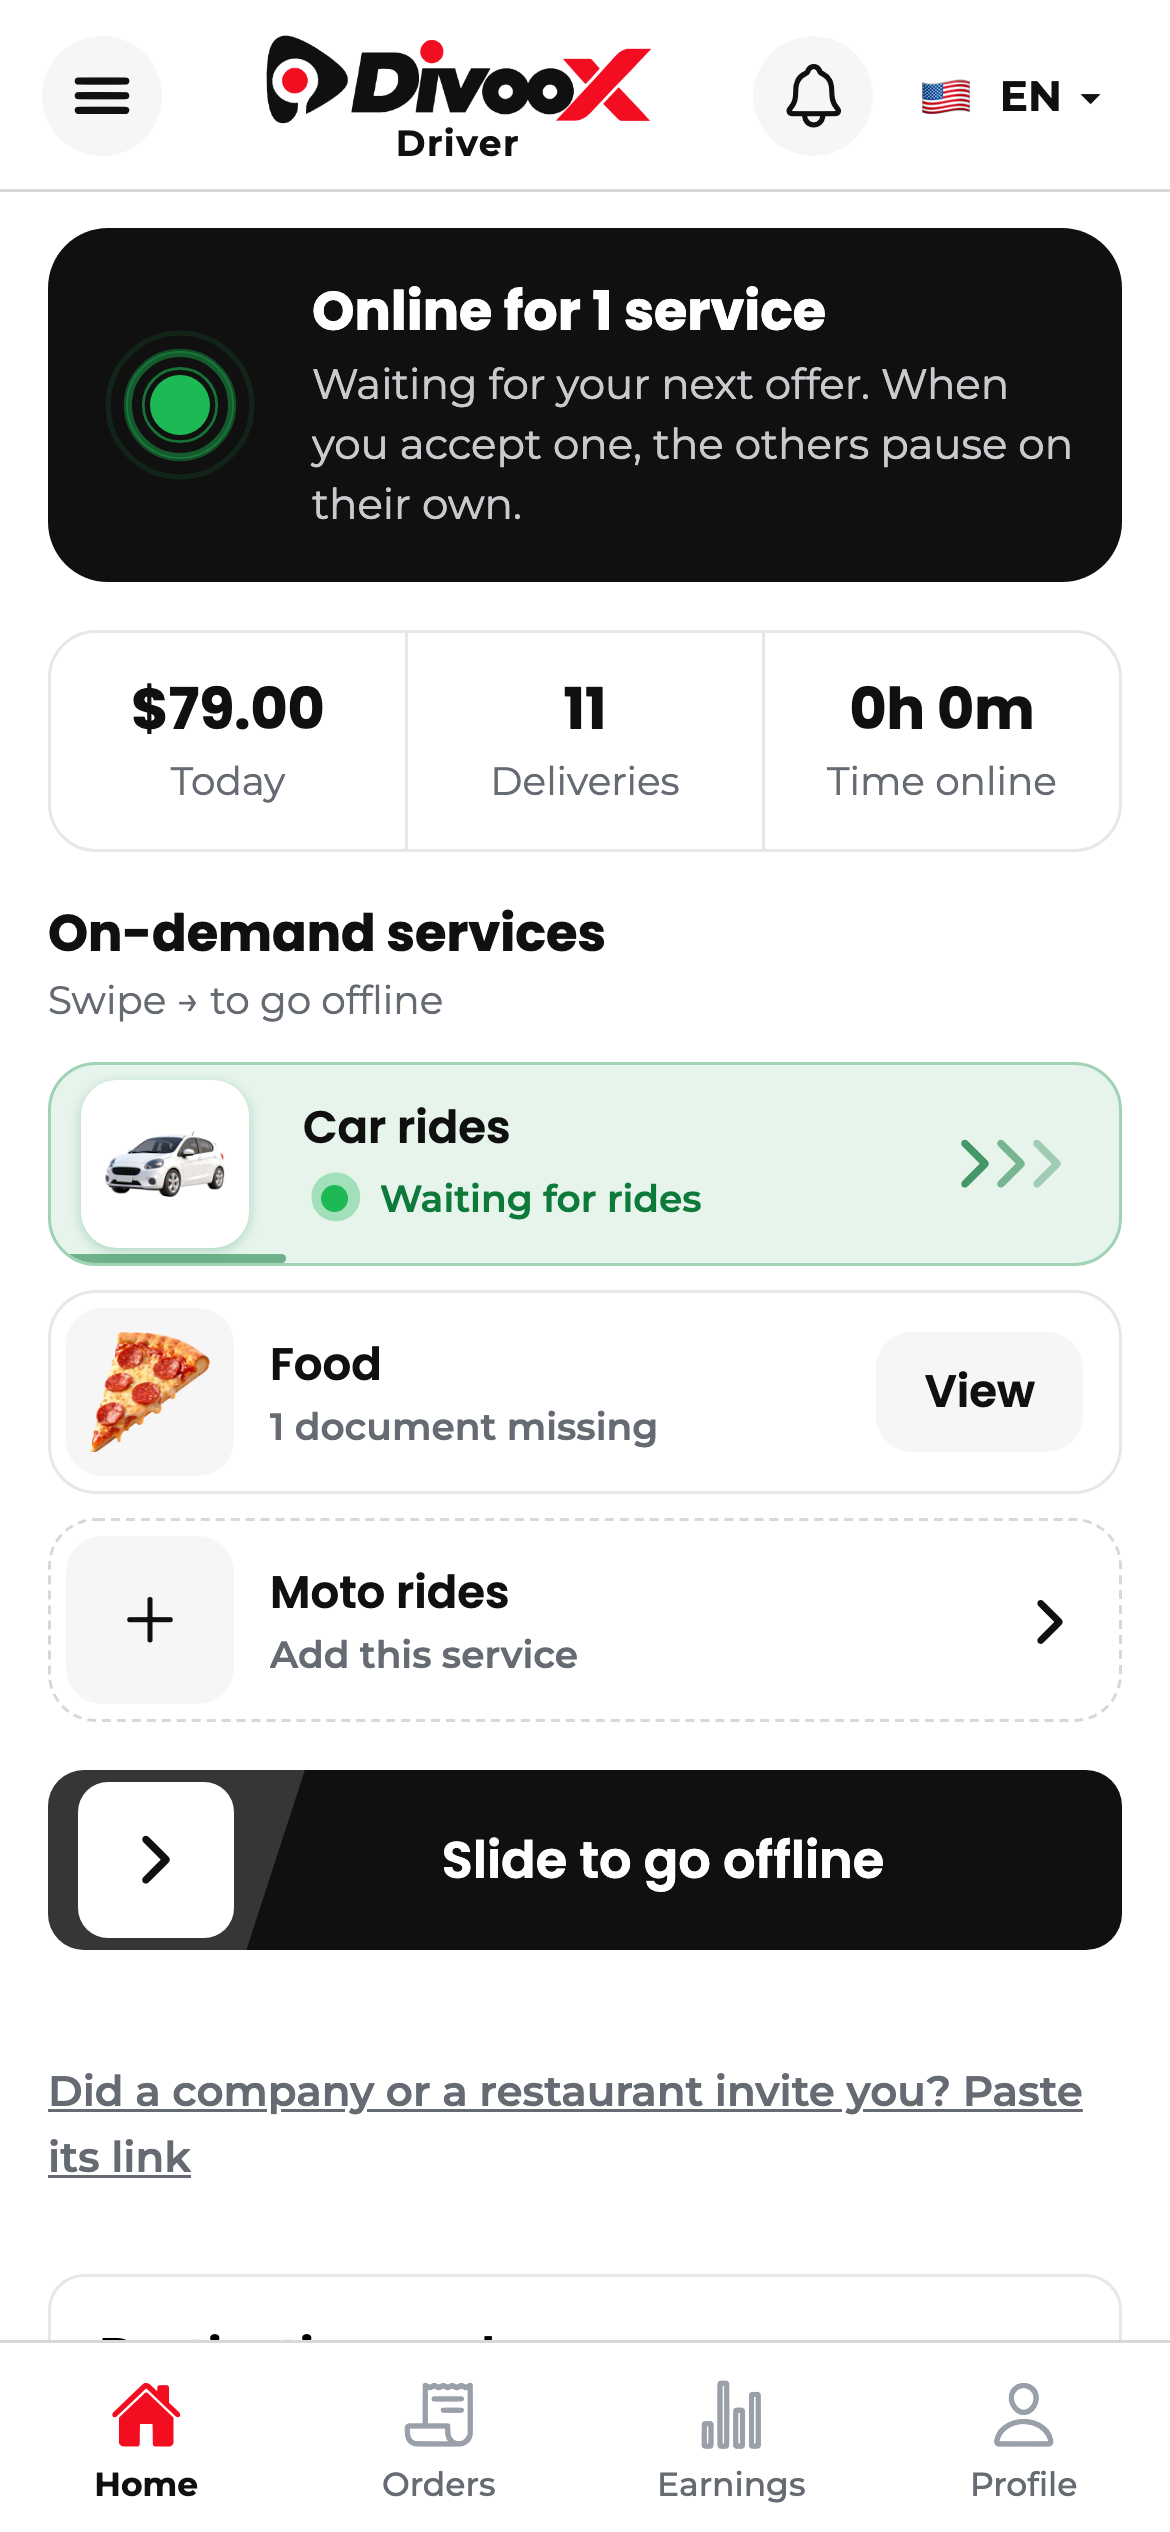 DivooX
Driver
EN
Online for 1 service
Waiting for your next offer. When
you accept one, the others pause on
their own.
$79.00
Today
11
Deliveries
0h 0m
Time online
On-demand services
Swipe → to go offline
Car rides
Waiting for rides
Food
1 document missing
View
Moto rides
Add this service
Slide to go offline
Did a company or a restaurant invite you? Paste
its link
Home
Orders
Earnings
Profile